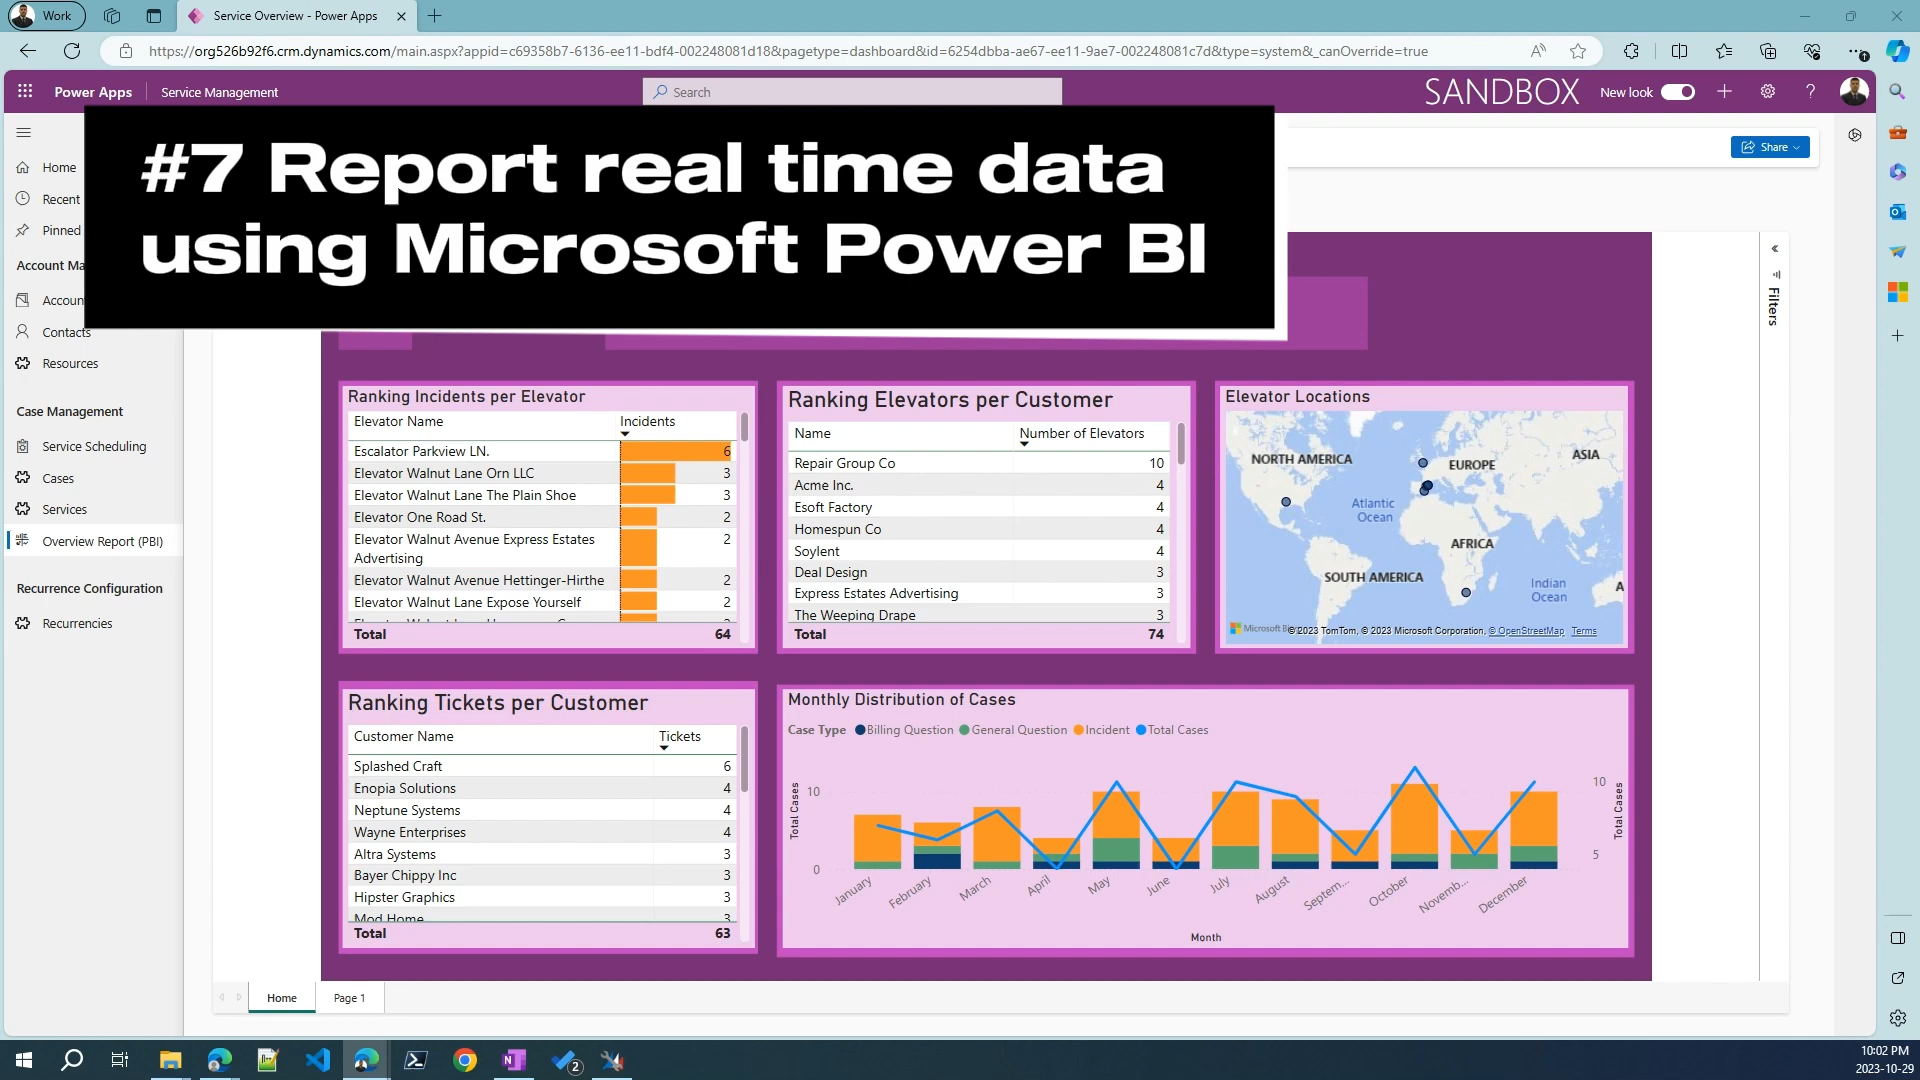 Work
Service Overview - Power Apps
https://org526b92f6.crm.dynamics.com/main.aspx?appid=c69358b7-6136-ee11-bdf4-002248081d18&pagetype=dashboard&id=6254dbba-ae67-ee11-9ae7-002248081c7d&type=system&_canOverride=true
Power Apps
Service Management
Search
SANDBOX
New look
#7 Report real time data
using Microsoft Power BI
Share
Filters
Home
Recent
Pinned
Account Ma
Accoun
Contacts
Resources
Case Management
Service Scheduling
Cases
Services
Overview Report (PBI)
Recurrence Configuration
Recurrencies
Ranking Incidents per Elevator
Elevator Name Incidents
Escalator Parkview LN. 6
Elevator Walnut Lane Orn LLC 3
Elevator Walnut Lane The Plain Shoe 3
Elevator One Road St. 2
Elevator Walnut Avenue Express Estates 2
Advertising
Elevator Walnut Avenue Hettinger-Hirthe 2
Elevator Walnut Lane Expose Yourself 2
Total 64
Ranking Elevators per Customer
Name Number of Elevators
Repair Group Co 10
Acme Inc. 4
Esoft Factory 4
Homespun Co 4
Soylent 4
Deal Design 3
Express Estates Advertising 3
The Weeping Drape 3
Total 74
Elevator Locations
NORTH AMERICA
EUROPE
ASIA
Atlantic
Ocean
AFRICA
SOUTH AMERICA
Indian
Ocean
A
Microsoft B
© 2023 TomTom, © 2023 Microsoft Corporation, © OpenStreetMap Terms
Ranking Tickets per Customer
Customer Name Tickets
Splashed Craft 6
Enopia Solutions 4
Neptune Systems 4
Wayne Enterprises 4
Altra Systems 3
Bayer Chippy Inc 3
Hipster Graphics 3
Mod Home 3
Total 63
Monthly Distribution of Cases
Case Type Billing Question General Question Incident Total Cases
Total Cases
10
0
10
5
Total Cases
January
February
March
April
May
June
July
August
Septem...
October
Novemb...
December
Month
Home
Page 1
2
10:02 PM
2023-10-29